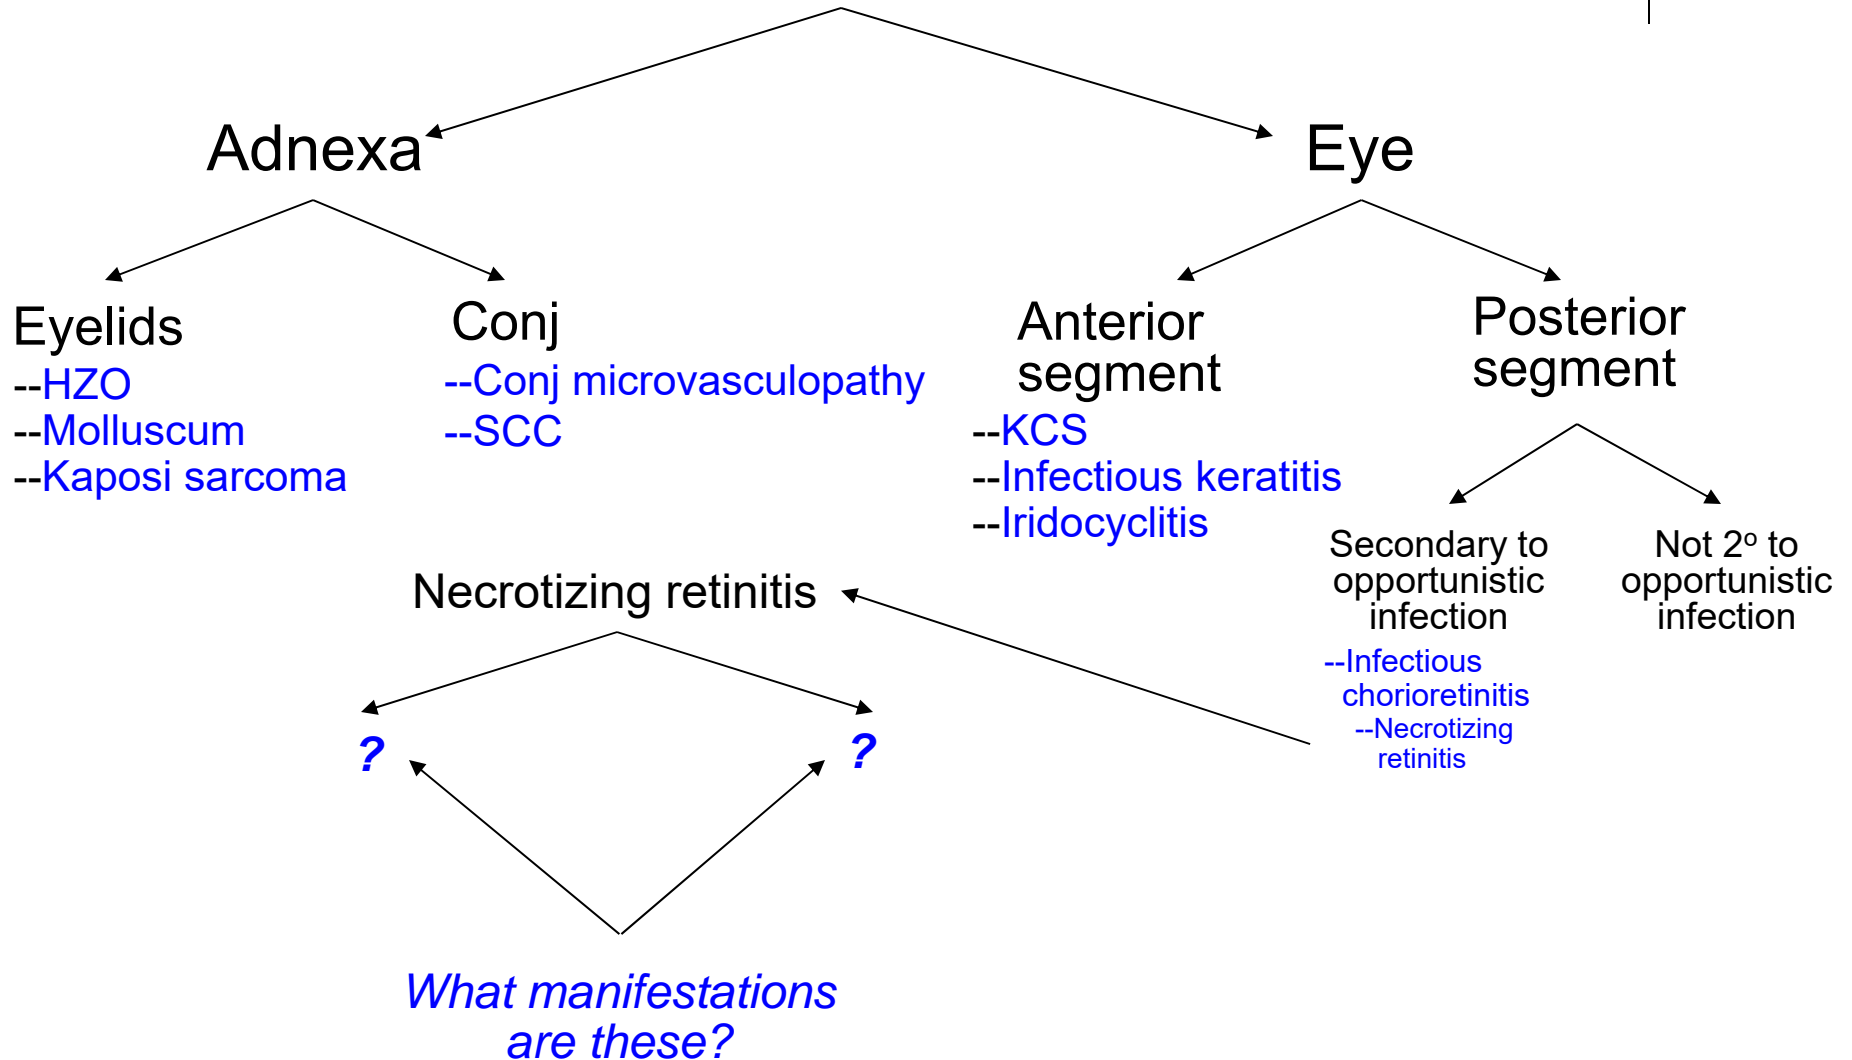 Adnexa
Eye
Eyelids
--HZO
--Molluscum
--Kaposi sarcoma
Conj
--Conj microvasculopathy
--SCC
Anterior
segment
--KCS
--Infectious keratitis
--Iridocyclitis
Posterior
segment
Secondary to
opportunistic
infection
--Infectious
chorioretinitis
--Necrotizing
retinitis
Not 2º to
opportunistic
infection
Necrotizing retinitis
?
?
What manifestations
are these?